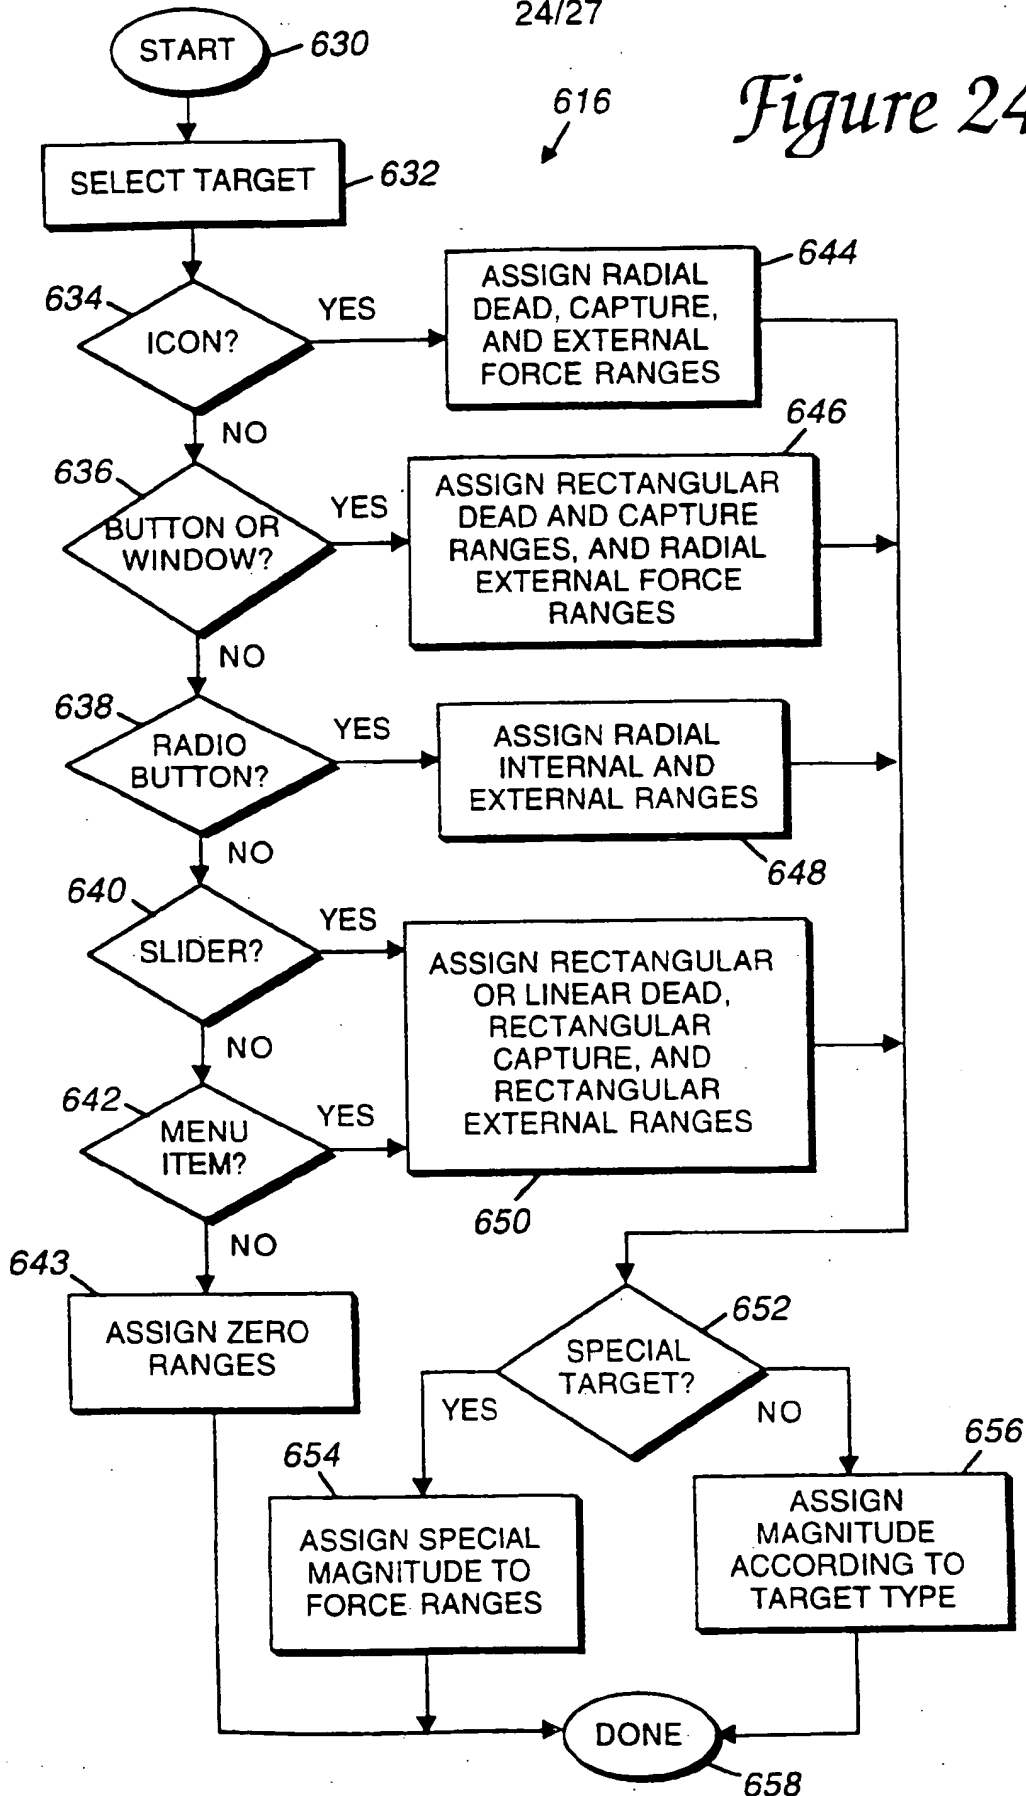 24/27
START
630
616
Figure 24
SELECT TARGET
632
634
ICON?
YES
ASSIGN RADIAL
DEAD, CAPTURE,
AND EXTERNAL
FORCE RANGES
644
NO
636
BUTTON OR
WINDOW?
YES
ASSIGN RECTANGULAR
DEAD AND CAPTURE
RANGES, AND RADIAL
EXTERNAL FORCE
RANGES
646
NO
638
RADIO
BUTTON?
YES
ASSIGN RADIAL
INTERNAL AND
EXTERNAL RANGES
648
NO
640
SLIDER?
YES
ASSIGN RECTANGULAR
OR LINEAR DEAD,
RECTANGULAR
CAPTURE, AND
RECTANGULAR
EXTERNAL RANGES
650
NO
642
MENU
ITEM?
YES
NO
643
ASSIGN ZERO
RANGES
652
SPECIAL
TARGET?
YES
NO
654
ASSIGN SPECIAL
MAGNITUDE TO
FORCE RANGES
656
ASSIGN
MAGNITUDE
ACCORDING TO
TARGET TYPE
DONE
658